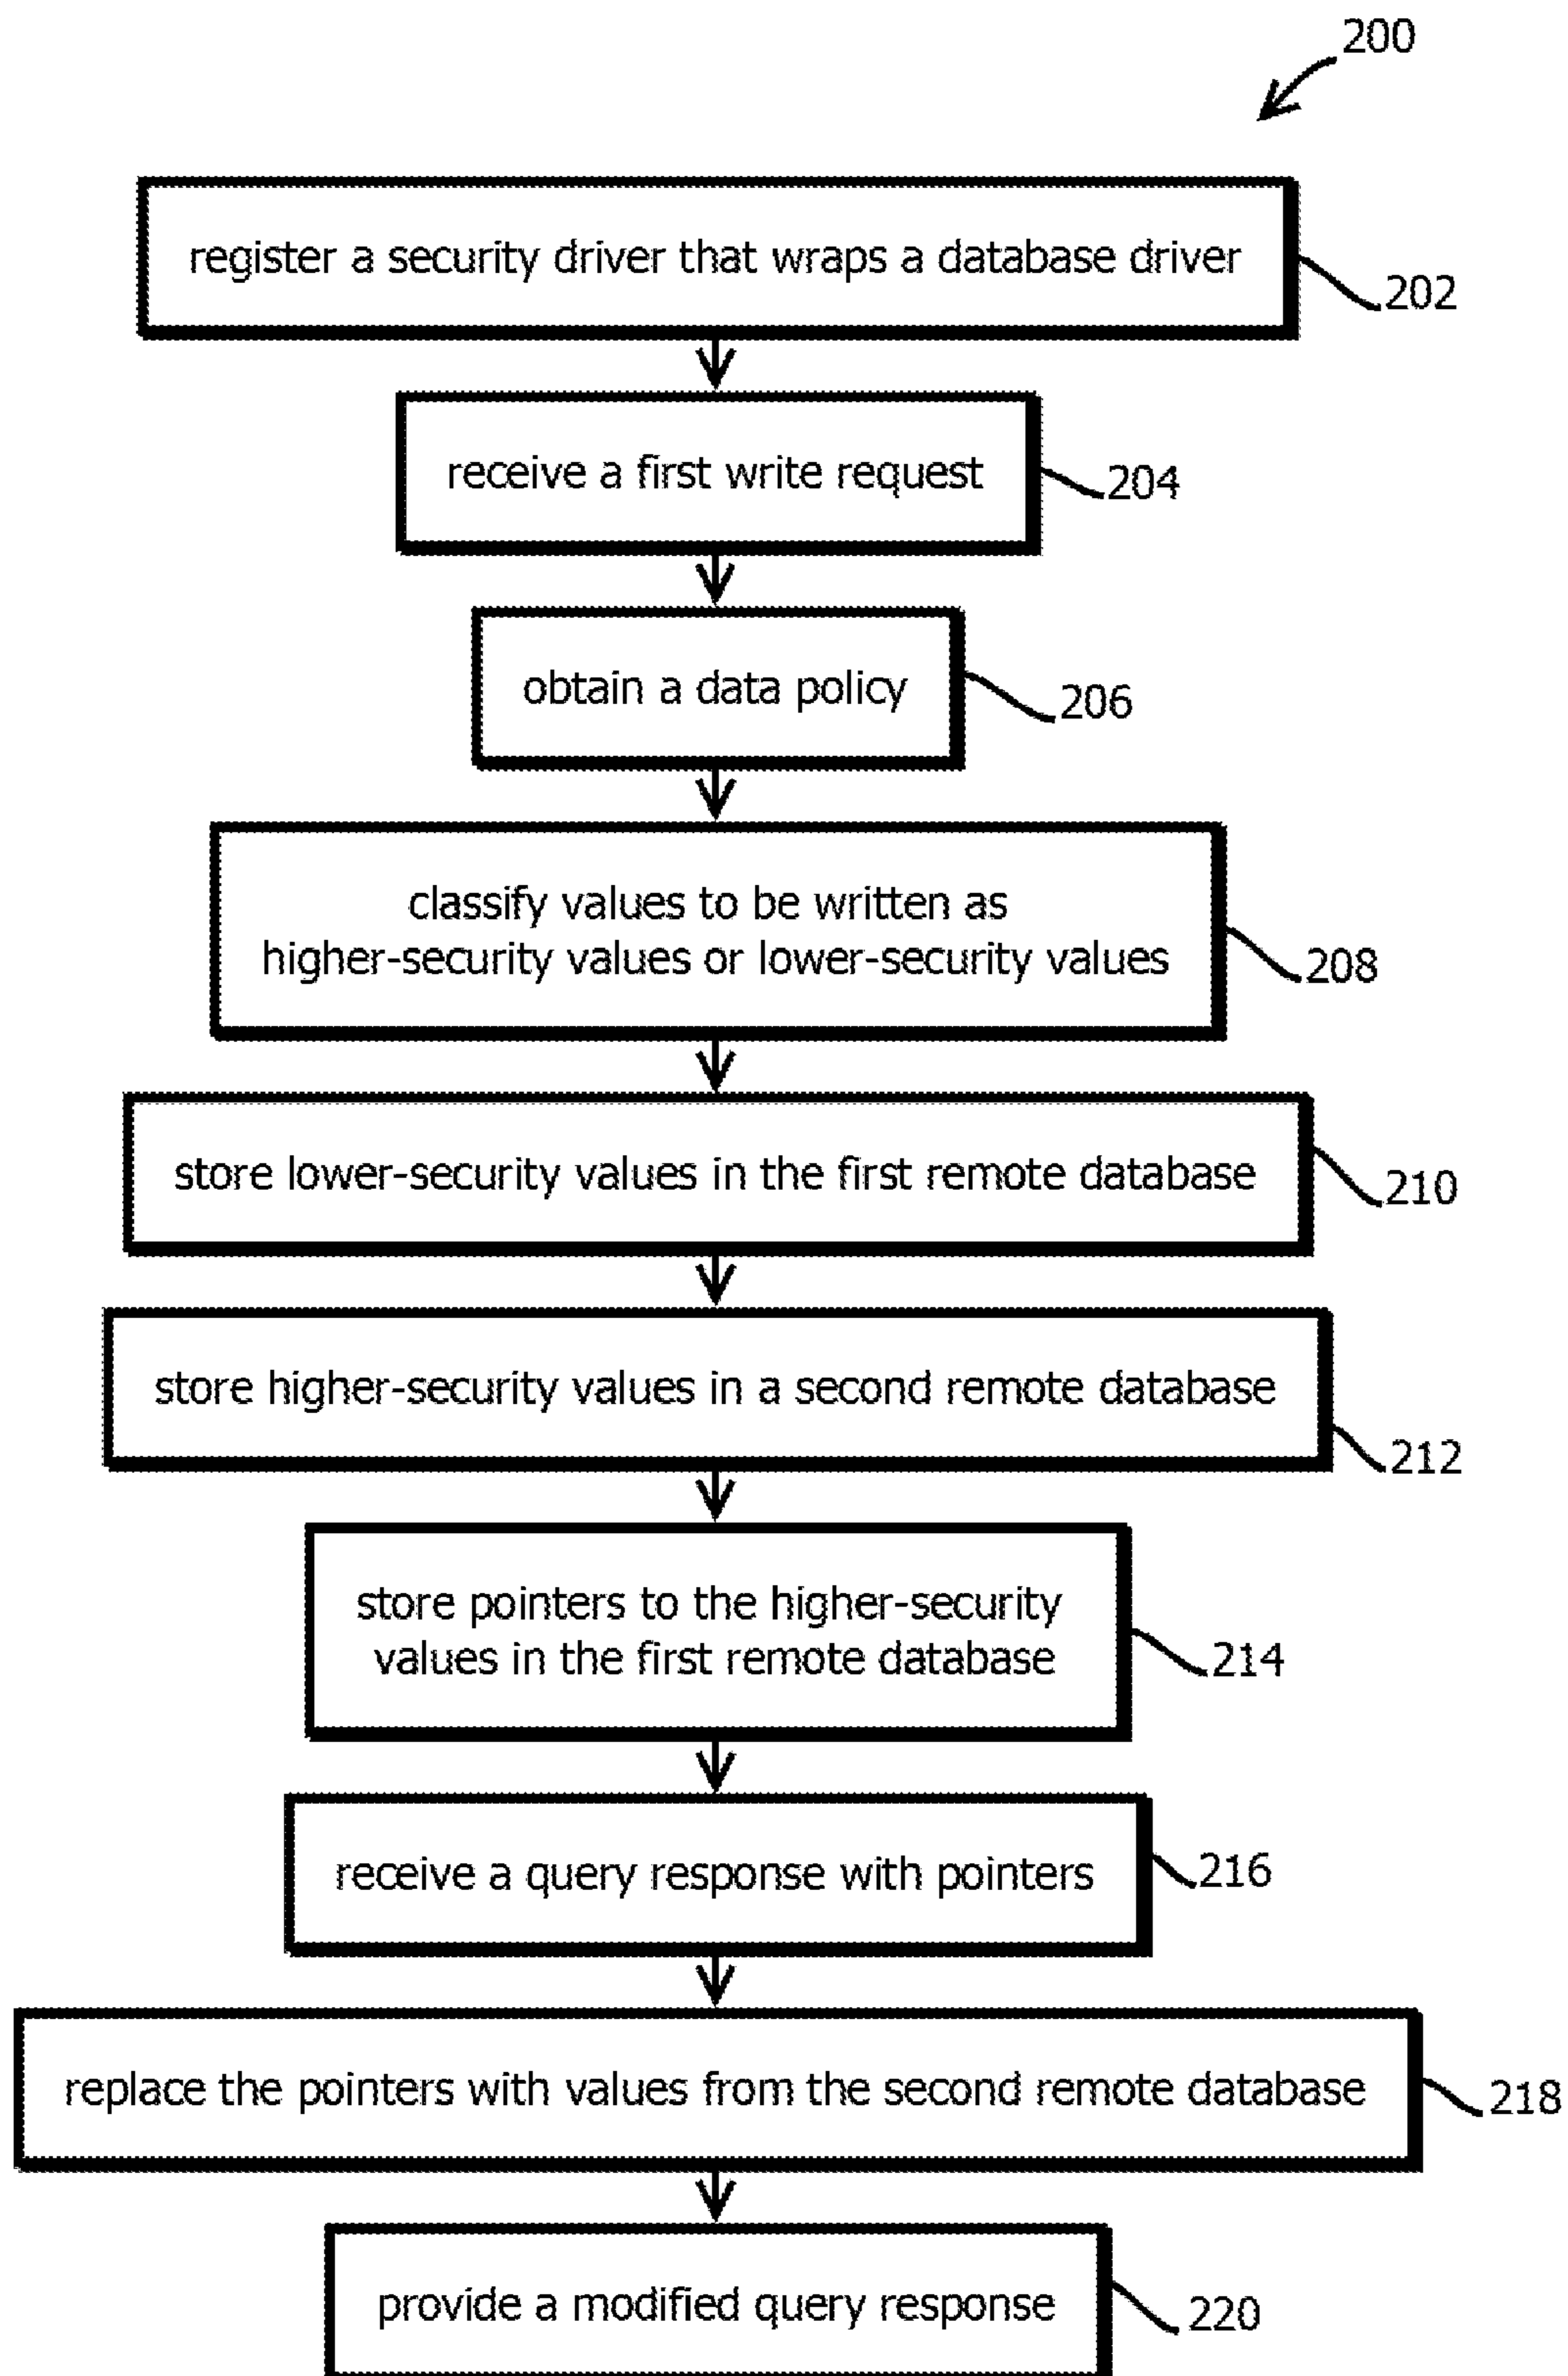 200
register a security driver that wraps a database driver
202
receive a first write request
204
obtain a data policy
206
classify values to be written as
higher-security values or lower-security values
208
store lower-security values in the first remote database
210
store higher-security values in a second remote database
212
store pointers to the higher-security
values in the first remote database
214
receive a query response with pointers
216
replace the pointers with values from the second remote database
218
provide a modified query response
220